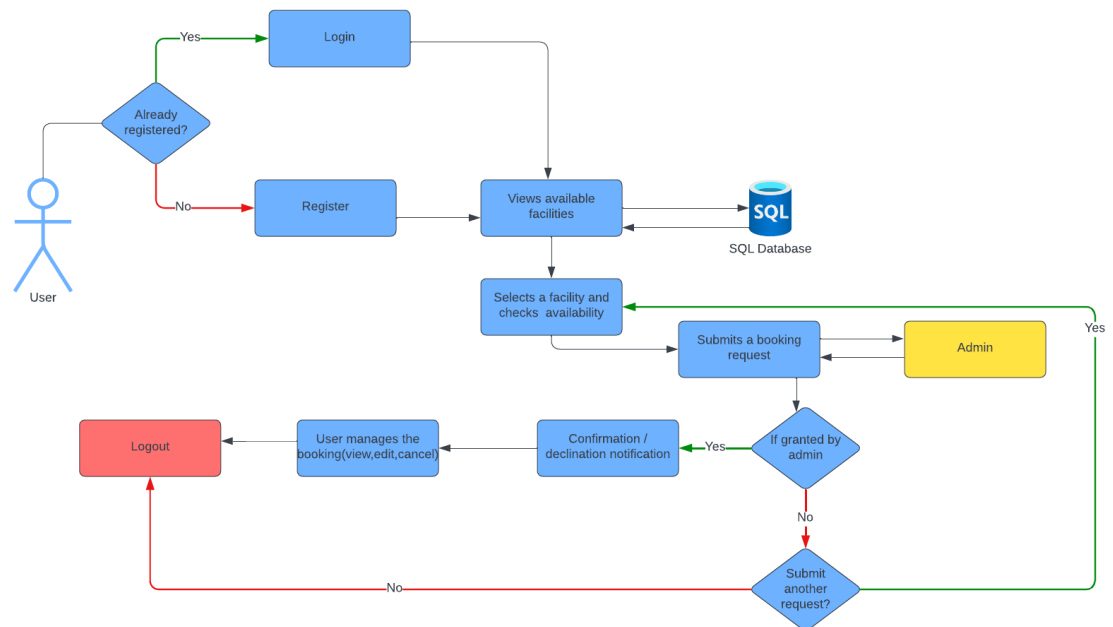 Yes
Login
Already
registered?
No
Register
Views available
facilities
SQL
SQL Database
User
Selects a facility and
checks  availability
Yes
Submits a booking
request
Admin
Logout
User manages the
booking(view,edit,cancel)
Confirmation /
declination notification
Yes
If granted by
admin
No
No
Submit
another
request?